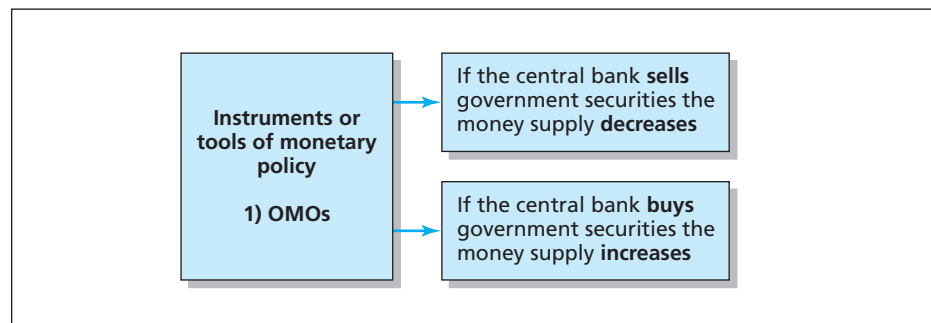 Instruments or
tools of monetary
policy
1) OMOs
If the central bank sells
government securities the
money supply decreases
If the central bank buys
government securities the
money supply increases